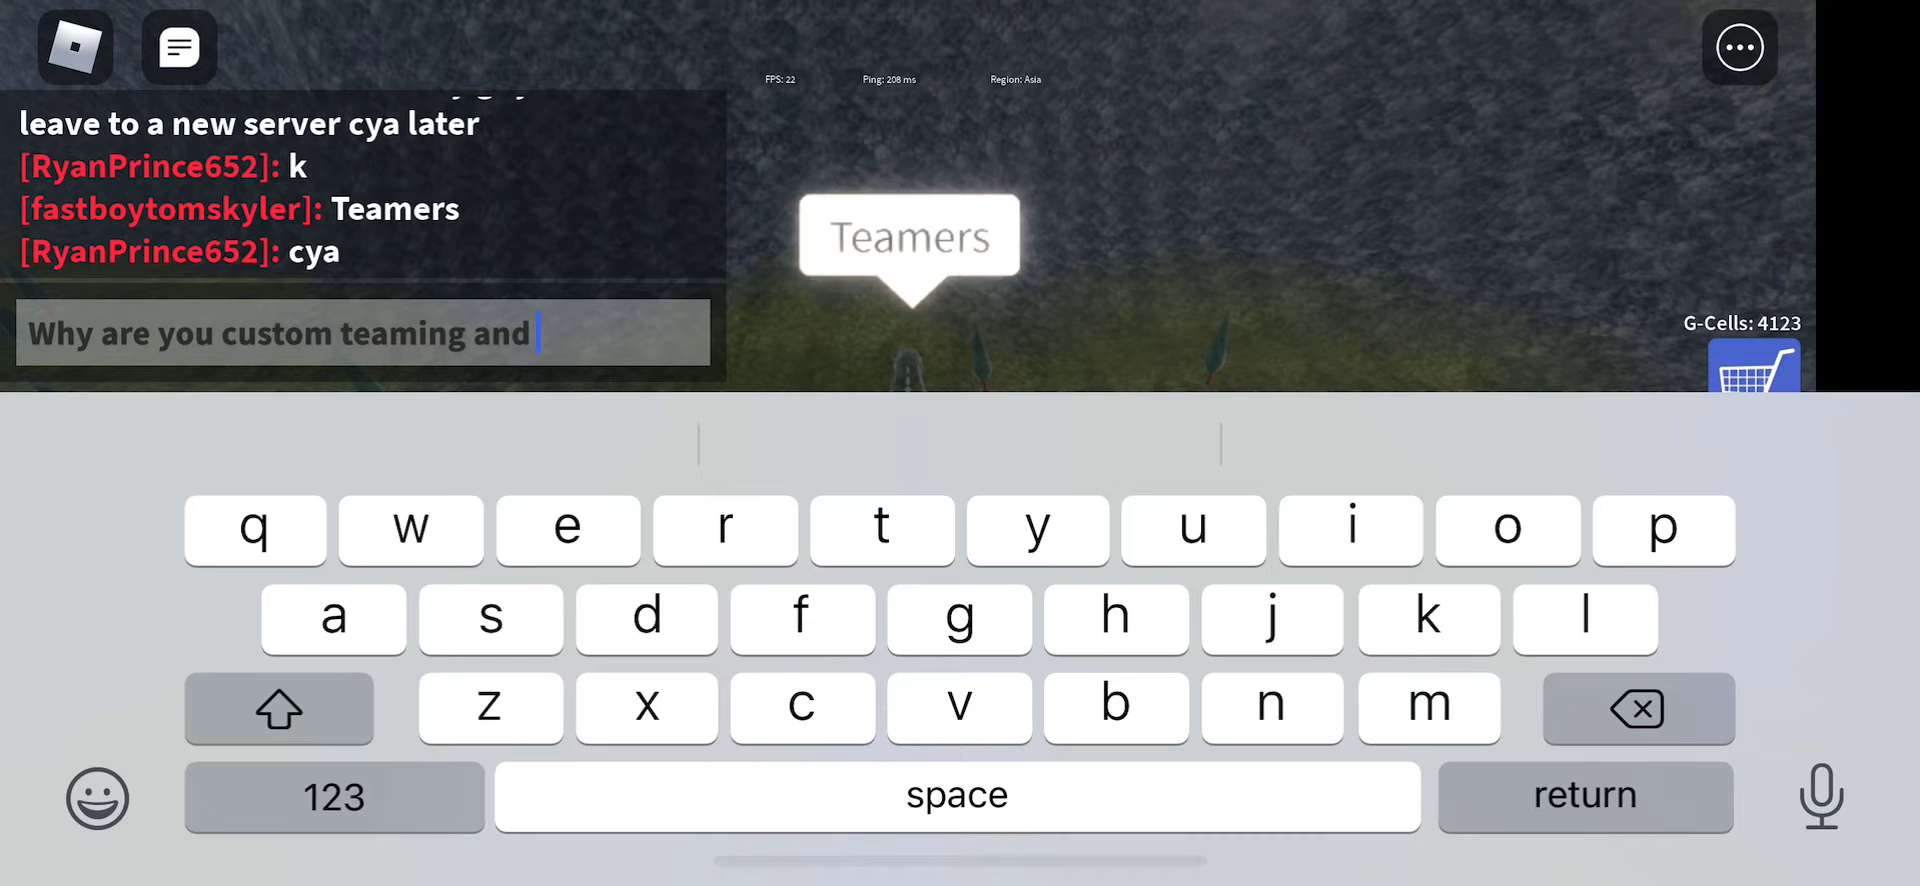 FPS: 22
Ping: 208 ms
Region: Asia
leave to a new server cya later
[RyanPrince652]: k
[fastboytomskyler]: Teamers
[RyanPrince652]: cya
Teamers
Why are you custom teaming and
G-Cells: 4123
q w e r t y u i o p
a s d f g h j k l
z x c v b n m
123 space return